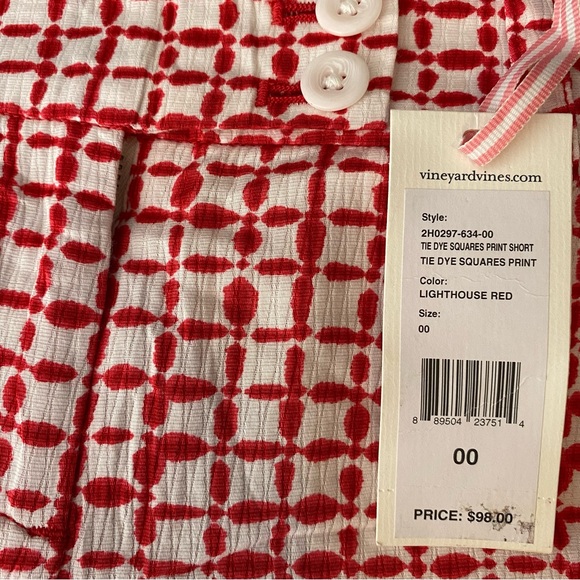 vineyardvines.com
Style:
2H0297-634-00
TIE DYE SQUARES PRINT SHORT
TIE DYE SQUARES PRINT
Color:
LIGHTHOUSE RED
Size:
00
8 89504 23751 4
00
PRICE: $98.00